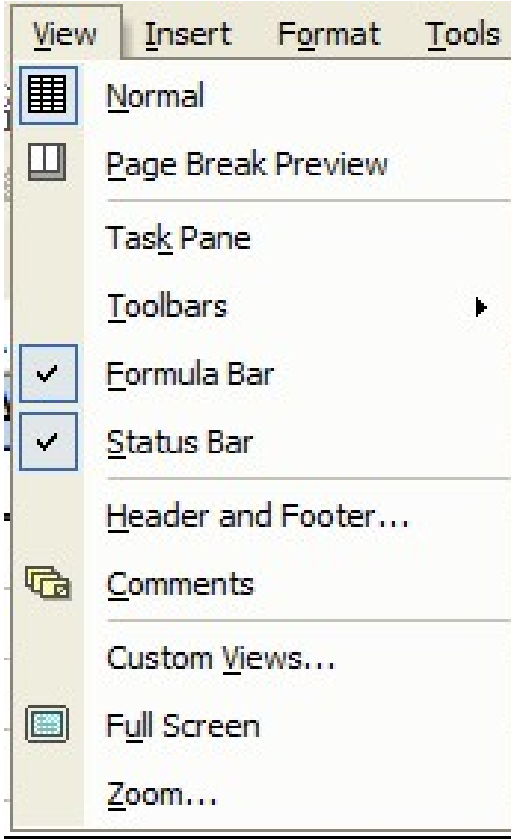 View Insert Format Tools
Normal
Page Break Preview
Task Pane
Toolbars
Formula Bar
Status Bar
Header and Footer...
Comments
Custom Views...
Full Screen
Zoom...